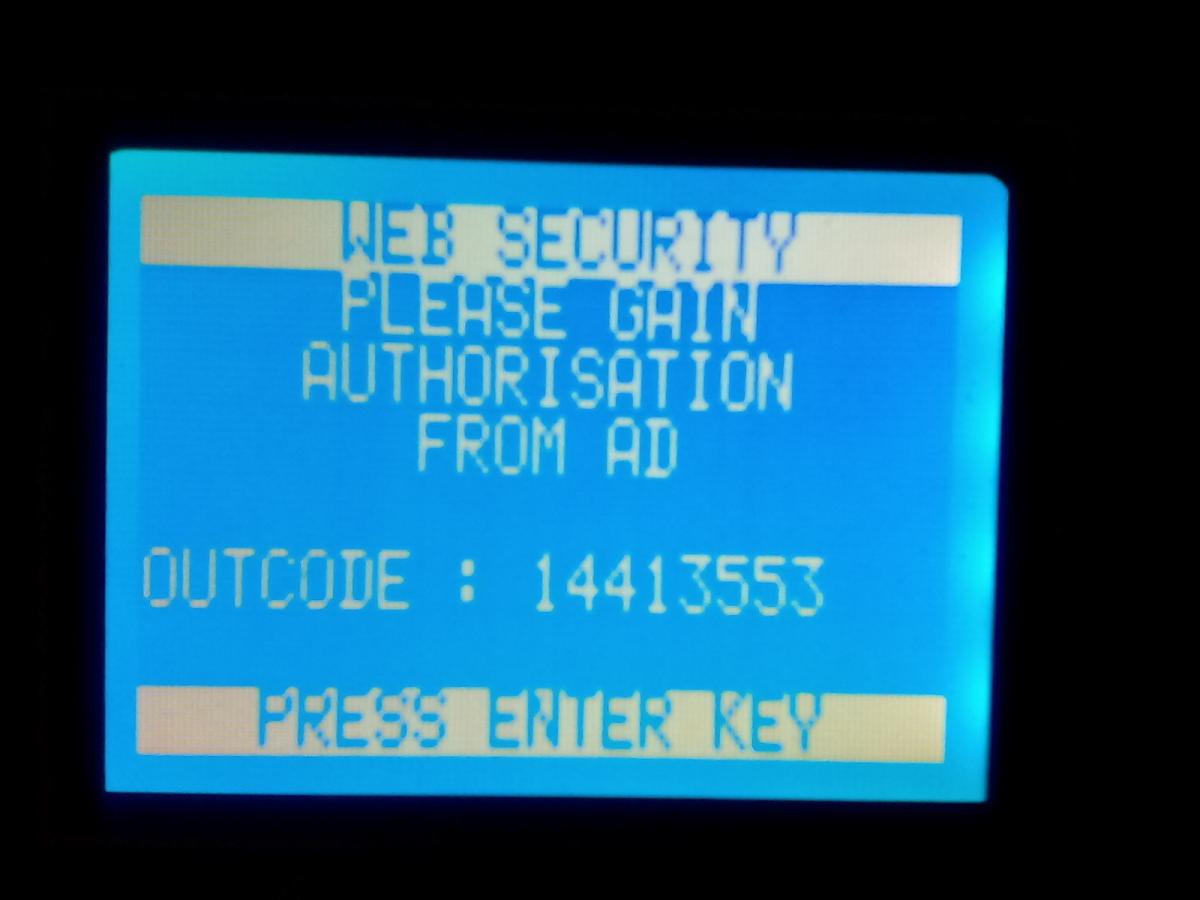 WEB SECURITY
PLEASE GAIN
AUTHORISATION
FROM AD
OUTCODE : 14413553
PRESS ENTER KEY